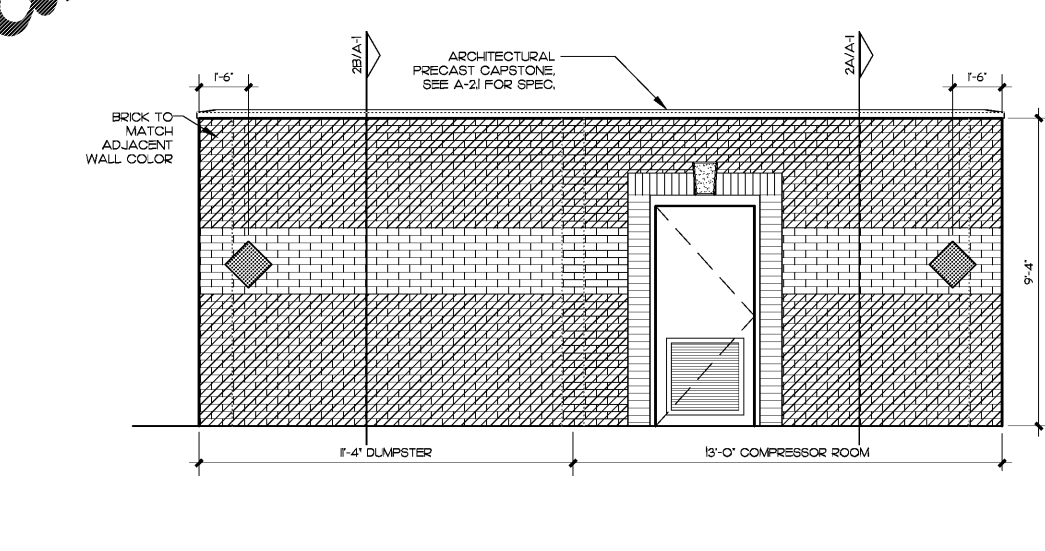 2B/A-1
2A/A-1
ARCHITECTURAL
PRECAST CAPSTONE,
SEE A-2.1 FOR SPEC.
1'-6"
1'-6"
BRICK TO
MATCH
ADJACENT
WALL COLOR
9'-4"
11'-4" DUMPSTER
13'-0" COMPRESSOR ROOM